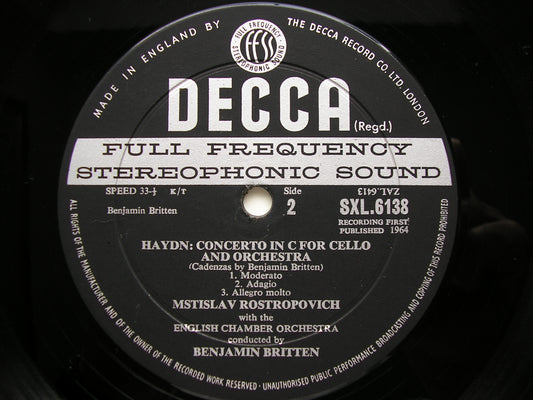 MADE IN ENGLAND BY
THE DECCA RECORD CO. LTD. LONDON
FULL FREQUENCY
FFSS
STEREOPHONIC SOUND
DECCA
(Regd.)
FULL FREQUENCY
STEREOPHONIC SOUND
SPEED 33-⅓ K/T
Side
2
ZAL.6413
SXL.6138
Benjamin Britten
RECORDING FIRST
PUBLISHED 1964
HAYDN: CONCERTO IN C FOR CELLO
AND ORCHESTRA
(Cadenzas by Benjamin Britten)
1. Moderato
2. Adagio
3. Allegro molto
MSTISLAV ROSTROPOVICH
with the
ENGLISH CHAMBER ORCHESTRA
conducted by
BENJAMIN BRITTEN
ALL RIGHTS OF THE MANUFACTURER AND OF THE OWNER OF THE RECORDED WORK RESERVED · UNAUTHORISED PUBLIC PERFORMANCE BROADCASTING AND COPYING OF THIS RECORD PROHIBITED